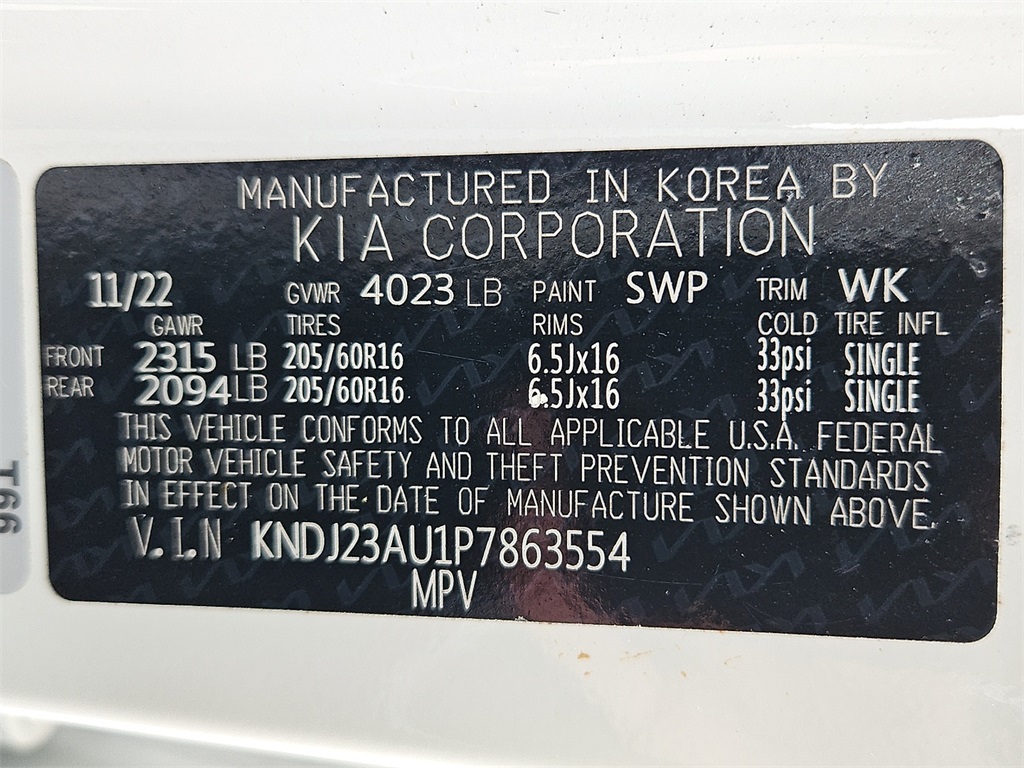 MANUFACTURED IN KOREA BY
KIA CORPORATION
11/22 GVWR 4023 LB PAINT SWP TRIM WK
GAWR TIRES RIMS COLD TIRE INFL
FRONT 2315 LB 205/60R16 6.5Jx16 33psi SINGLE
REAR 2094 LB 205/60R16 6.5Jx16 33psi SINGLE
THIS VEHICLE CONFORMS TO ALL APPLICABLE U.S.A. FEDERAL
MOTOR VEHICLE SAFETY AND THEFT PREVENTION STANDARDS
IN EFFECT ON THE DATE OF MANUFACTURE SHOWN ABOVE.
V.I.N KNDJ23AU1P7863554
MPV
T66